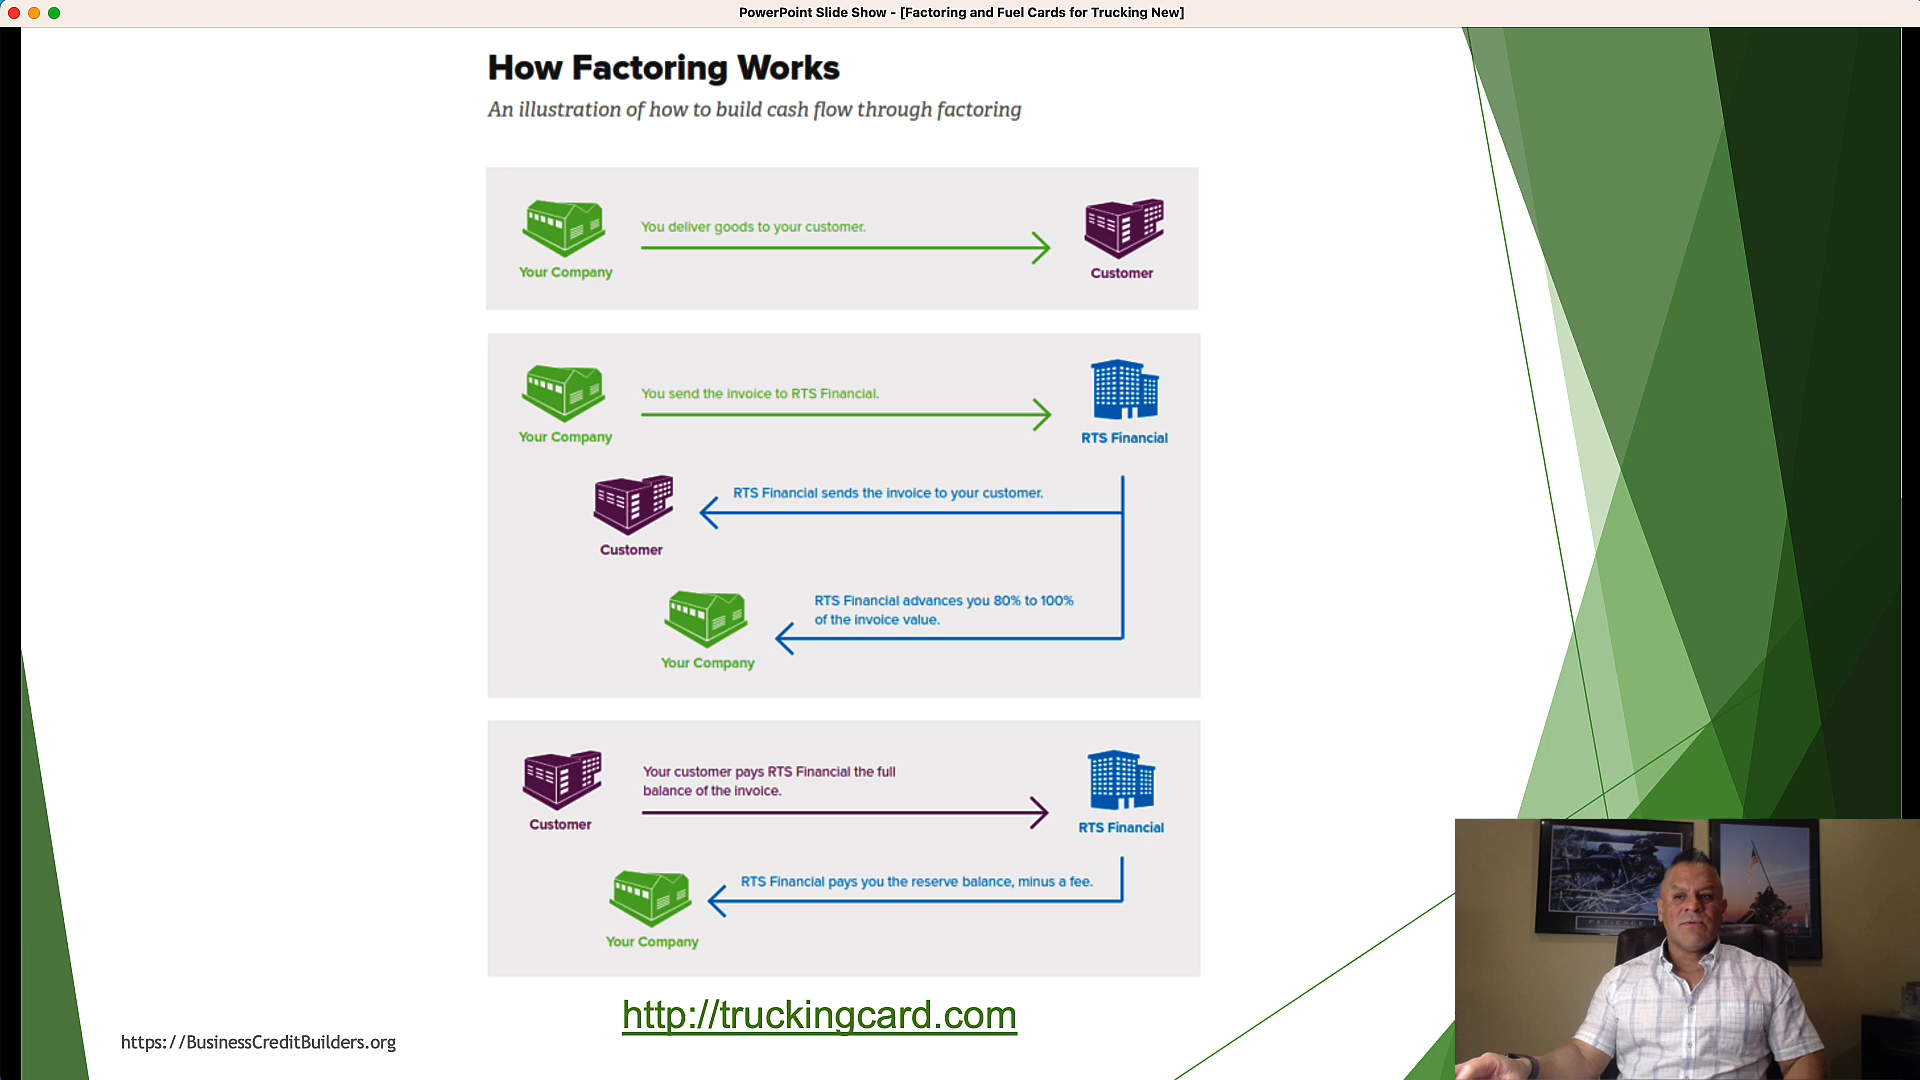 PowerPoint Slide Show - [Factoring and Fuel Cards for Trucking New]
How Factoring Works
An illustration of how to build cash flow through factoring
You deliver goods to your customer.
Your Company
Customer
You send the invoice to RTS Financial.
Your Company
RTS Financial
RTS Financial sends the invoice to your customer.
Customer
RTS Financial advances you 80% to 100%
of the invoice value.
Your Company
Your customer pays RTS Financial the full
balance of the invoice.
Customer
RTS Financial
RTS Financial pays you the reserve balance, minus a fee.
Your Company
http://truckingcard.com
https://BusinessCreditBuilders.org
PATIENCE